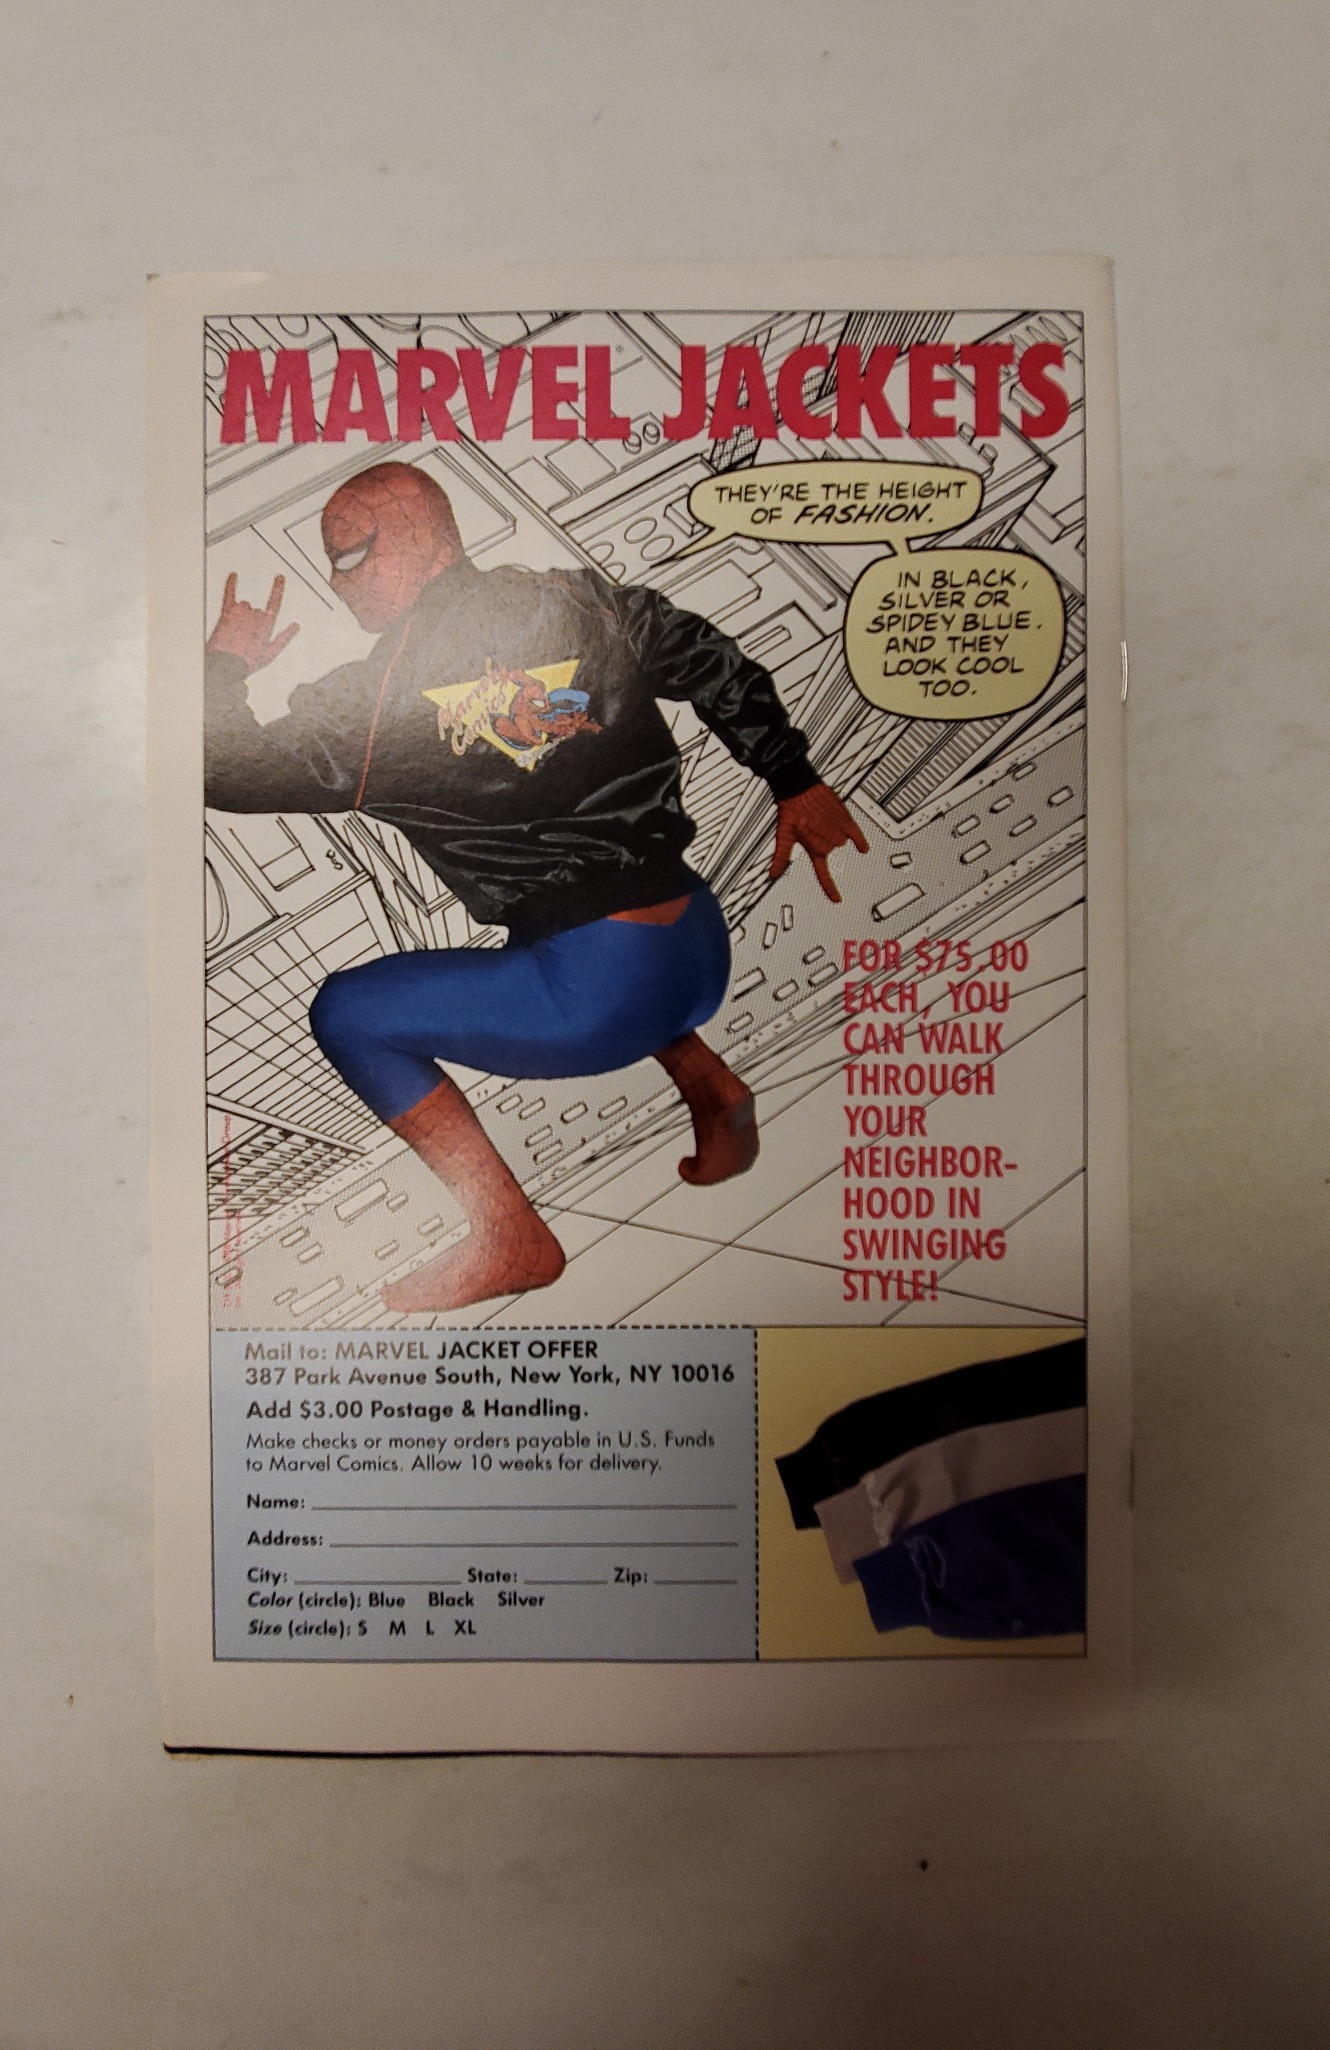 MARVEL JACKETS
THEY'RE THE HEIGHT
OF FASHION.
IN BLACK,
SILVER OR
SPIDEY BLUE.
AND THEY
LOOK COOL
TOO.
Marvel
Comics
FOR $75.00
EACH, YOU
CAN WALK
THROUGH
YOUR
NEIGHBOR-
HOOD IN
SWINGING
STYLE!
Mail to: MARVEL JACKET OFFER
387 Park Avenue South, New York, NY 10016
Add $3.00 Postage & Handling.
Make checks or money orders payable in U.S. Funds
to Marvel Comics. Allow 10 weeks for delivery.
Name:
Address:
City: State: Zip:
Color (circle): Blue Black Silver
Size (circle): S M L XL